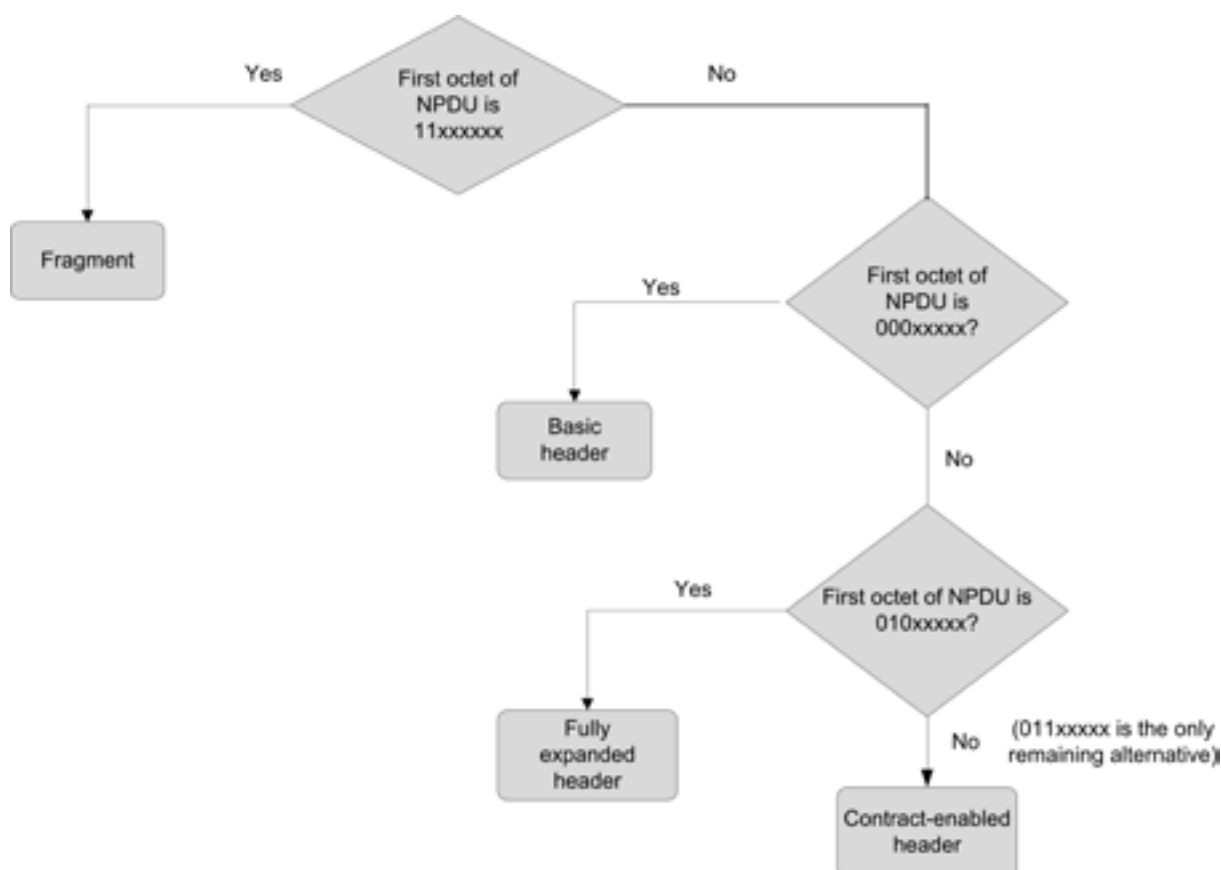 Yes
First octet of
NPDU is
11xxxxxx
No
Fragment
First octet of
NPDU is
000xxxxx?
Yes
Basic
header
No
First octet of NPDU is
010xxxxx?
Yes
Fully
expanded
header
No
(011xxxxx is the only
remaining alternative)
Contract-enabled
header